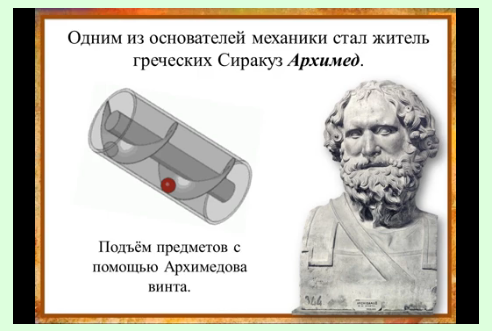 Одним из основателей механики стал житель
греческих Сиракуз Архимед.
Подъём предметов с
помощью Архимедова
винта.